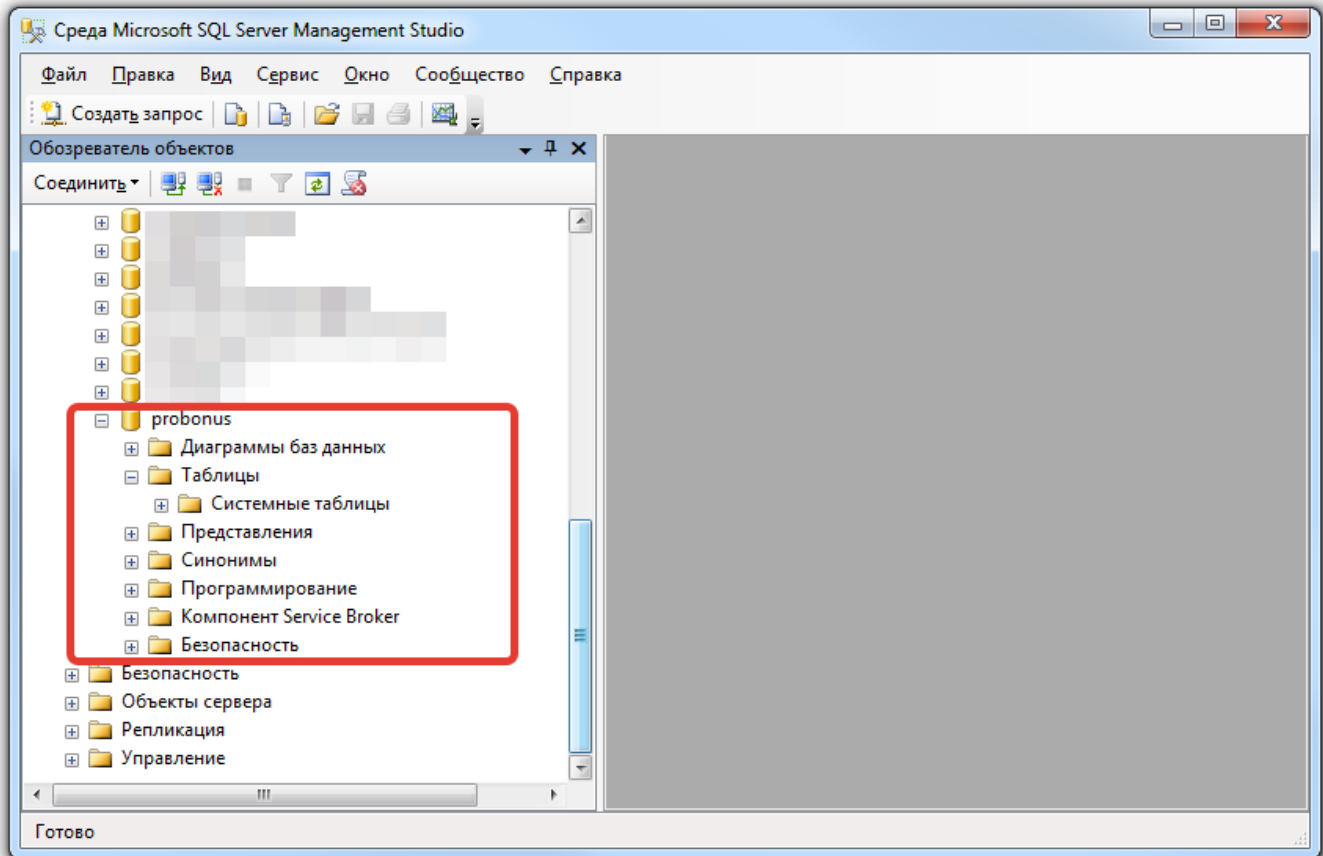 Среда Microsoft SQL Server Management Studio
Файл Правка Вид Сервис Окно Сообщество Справка
Создать запрос
Обозреватель объектов
Соединить
probonus
Диаграммы баз данных
Таблицы
Системные таблицы
Представления
Синонимы
Программирование
Компонент Service Broker
Безопасность
Безопасность
Объекты сервера
Репликация
Управление
Готово